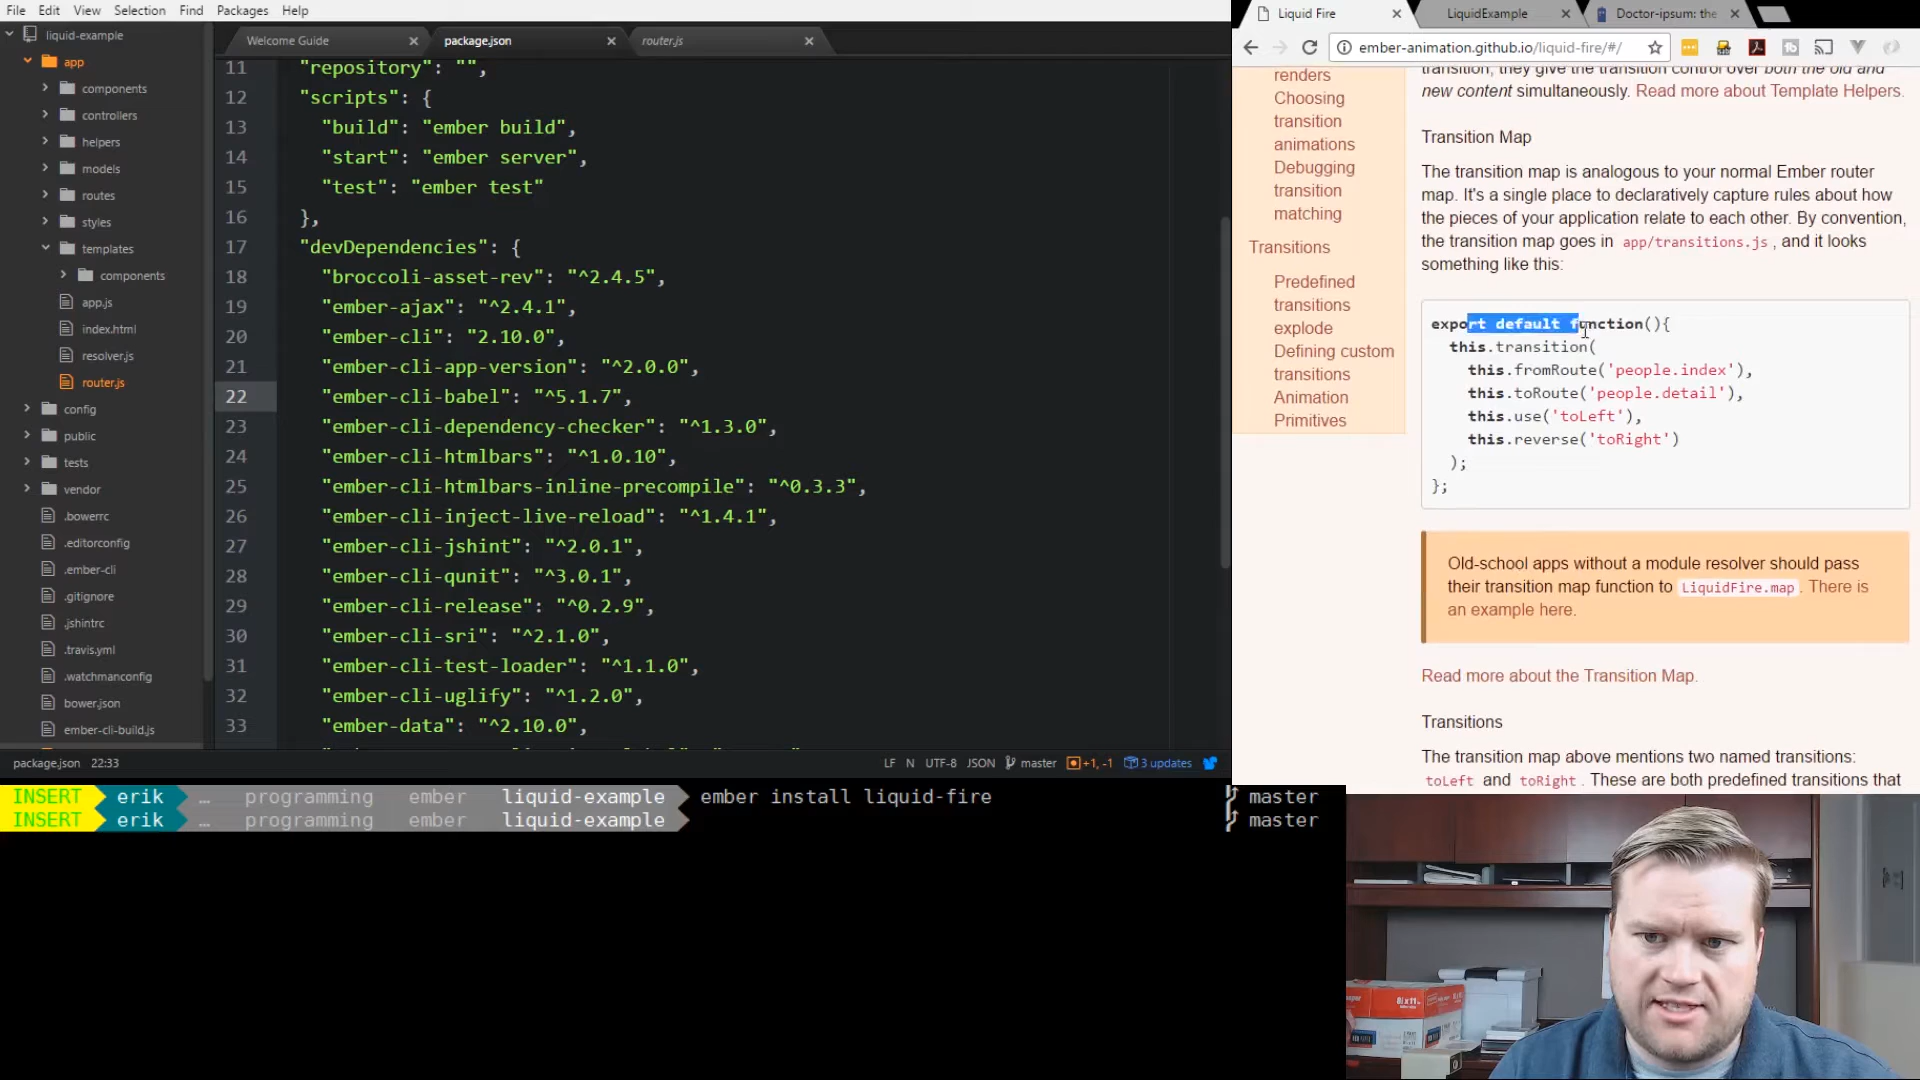 File Edit View Selection Find Packages Help
liquid-example
app
components
controllers
helpers
models
routes
styles
templates
components
app.js
index.html
resolver.js
router.js
config
public
tests
vendor
.bowerrc
.editorconfig
.ember-cli
.gitignore
.jshintrc
.travis.yml
.watchmanconfig
bower.json
ember-cli-build.js
Welcome Guide
package.json
router.js
11 "repository": "",
12 "scripts": {
13 "build": "ember build",
14 "start": "ember server",
15 "test": "ember test"
16 },
17 "devDependencies": {
18 "broccoli-asset-rev": "^2.4.5",
19 "ember-ajax": "^2.4.1",
20 "ember-cli": "2.10.0",
21 "ember-cli-app-version": "^2.0.0",
22 "ember-cli-babel": "^5.1.7",
23 "ember-cli-dependency-checker": "^1.3.0",
24 "ember-cli-htmlbars": "^1.0.10",
25 "ember-cli-htmlbars-inline-precompile": "^0.3.3",
26 "ember-cli-inject-live-reload": "^1.4.1",
27 "ember-cli-jshint": "^2.0.1",
28 "ember-cli-qunit": "^3.0.1",
29 "ember-cli-release": "^0.2.9",
30 "ember-cli-sri": "^2.1.0",
31 "ember-cli-test-loader": "^1.1.0",
32 "ember-cli-uglify": "^1.2.0",
33 "ember-data": "^2.10.0",
package.json 22:33
LF N UTF-8 JSON master +1, -1 3 updates
INSERT erik … programming ember liquid-example ember install liquid-fire master
INSERT erik … programming ember liquid-example master
Liquid Fire
LiquidExample
Doctor-ipsum: the
ember-animation.github.io/liquid-fire/#/
renders
Choosing
transition
animations
Debugging
transition
matching
Transitions
Predefined
transitions
explode
Defining custom
transitions
Animation
Primitives
transition, they give the transition control over both the old and
new content simultaneously. Read more about Template Helpers.
Transition Map
The transition map is analogous to your normal Ember router
map. It's a single place to declaratively capture rules about how
the pieces of your application relate to each other. By convention,
the transition map goes in app/transitions.js, and it looks
something like this:
export default function(){
this.transition(
this.fromRoute('people.index'),
this.toRoute('people.detail'),
this.use('toLeft'),
this.reverse('toRight')
);
};
Old-school apps without a module resolver should pass
their transition map function to LiquidFire.map. There is
an example here.
Read more about the Transition Map.
Transitions
The transition map above mentions two named transitions:
toLeft and toRight. These are both predefined transitions that